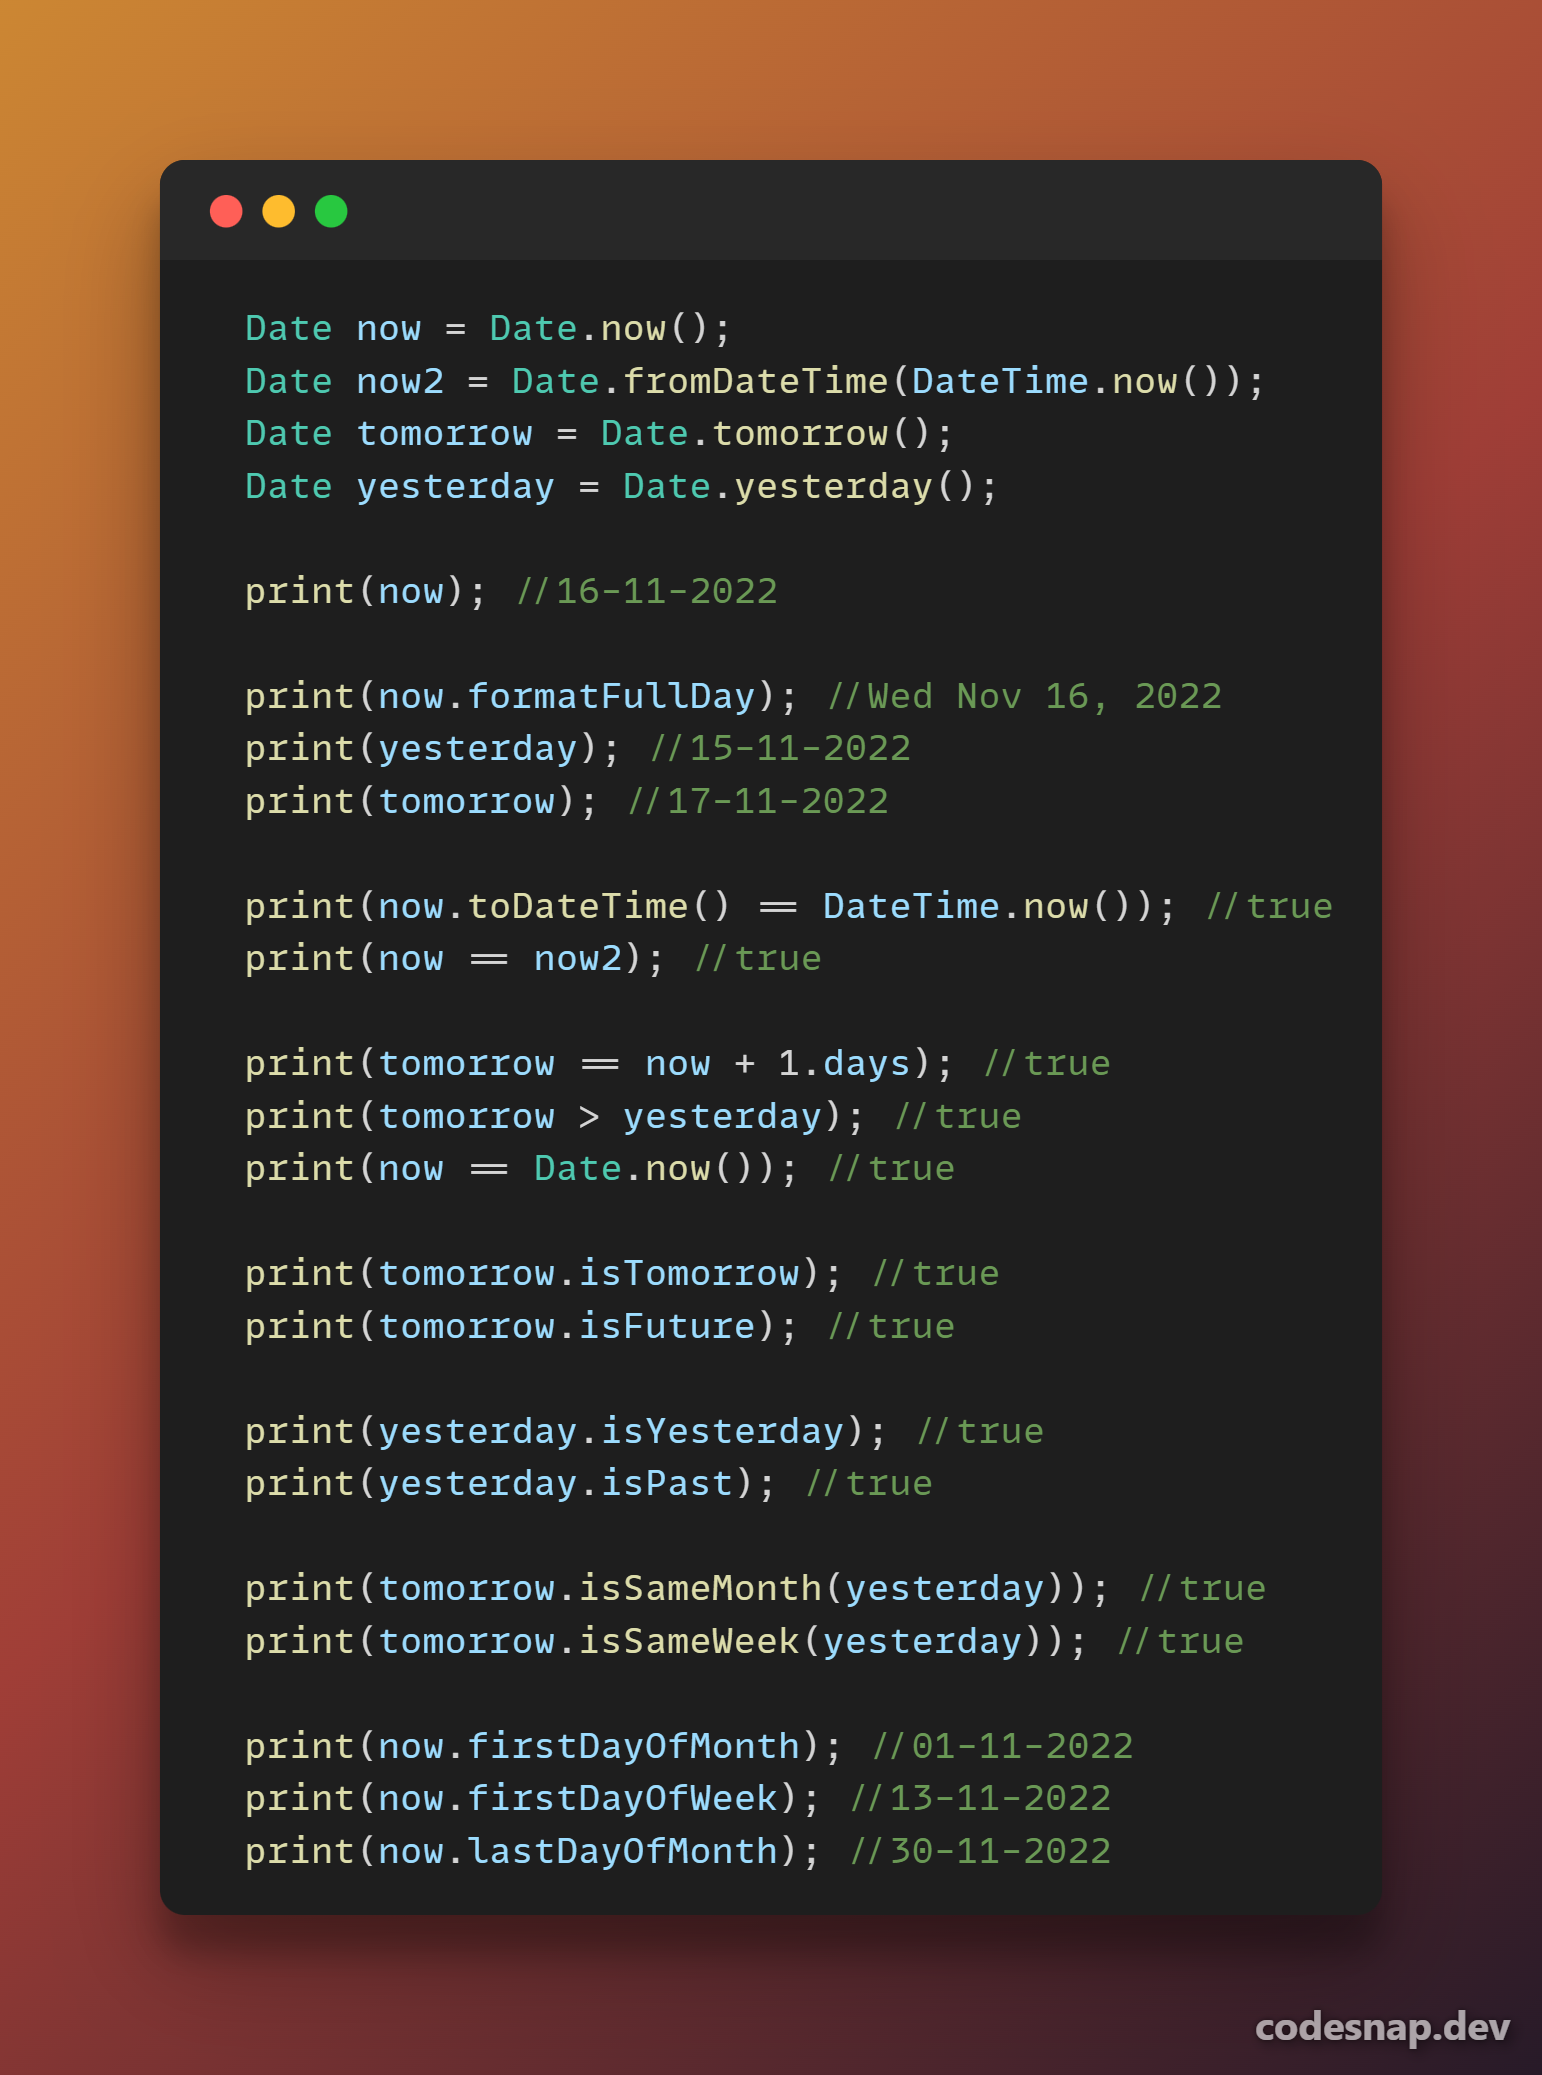 Date now = Date.now();
Date now2 = Date.fromDateTime(DateTime.now());
Date tomorrow = Date.tomorrow();
Date yesterday = Date.yesterday();
print(now); //16-11-2022
print(now.formatFullDay); //Wed Nov 16, 2022
print(yesterday); //15-11-2022
print(tomorrow); //17-11-2022
print(now.toDateTime() == DateTime.now()); //true
print(now == now2); //true
print(tomorrow == now + 1.days); //true
print(tomorrow > yesterday); //true
print(now == Date.now()); //true
print(tomorrow.isTomorrow); //true
print(tomorrow.isFuture); //true
print(yesterday.isYesterday); //true
print(yesterday.isPast); //true
print(tomorrow.isSameMonth(yesterday)); //true
print(tomorrow.isSameWeek(yesterday)); //true
print(now.firstDayOfMonth); //01-11-2022
print(now.firstDayOfWeek); //13-11-2022
print(now.lastDayOfMonth); //30-11-2022
codesnap.dev